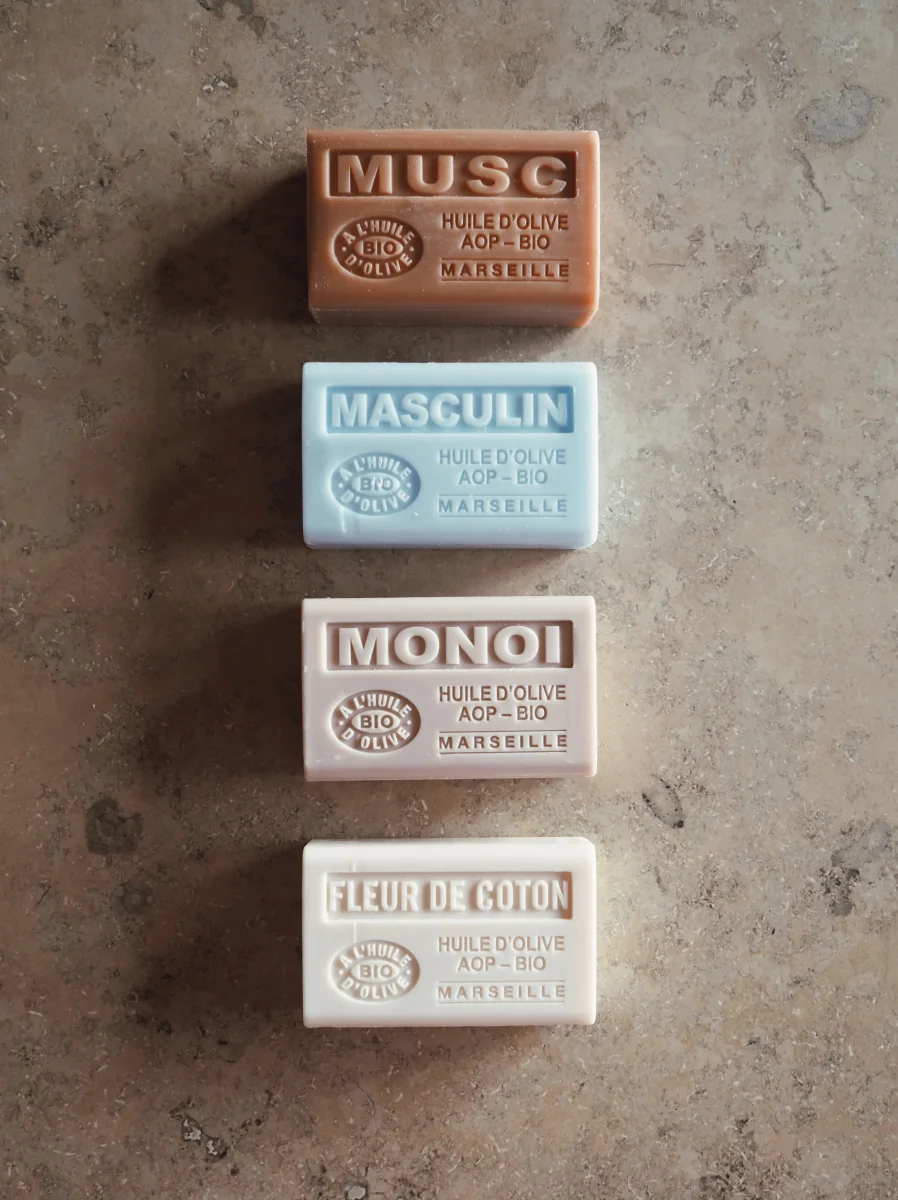 MUSC
A L'HUILE
BIO
D'OLIVE
HUILE D'OLIVE
AOP – BIO
MARSEILLE
MASCULIN
A L'HUILE
BIO
D'OLIVE
HUILE D'OLIVE
AOP – BIO
MARSEILLE
MONOI
A L'HUILE
BIO
D'OLIVE
HUILE D'OLIVE
AOP – BIO
MARSEILLE
FLEUR DE COTON
A L'HUILE
BIO
D'OLIVE
HUILE D'OLIVE
AOP – BIO
MARSEILLE